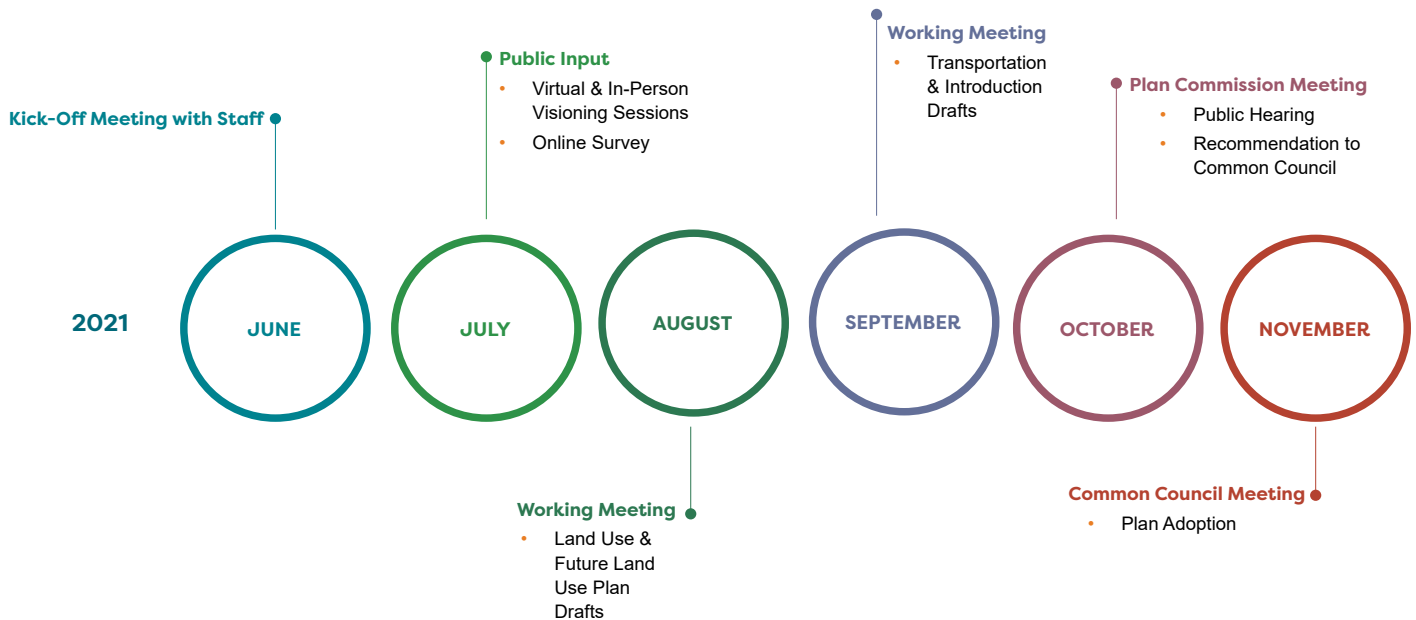 Kick-Off Meeting with Staff
Public Input
• Virtual & In-Person
Visioning Sessions
• Online Survey
Working Meeting
• Transportation
& Introduction
Drafts
Plan Commission Meeting
• Public Hearing
• Recommendation to
Common Council
2021
JUNE
JULY
AUGUST
SEPTEMBER
OCTOBER
NOVEMBER
Working Meeting
• Land Use &
Future Land
Use Plan
Drafts
Common Council Meeting
• Plan Adoption